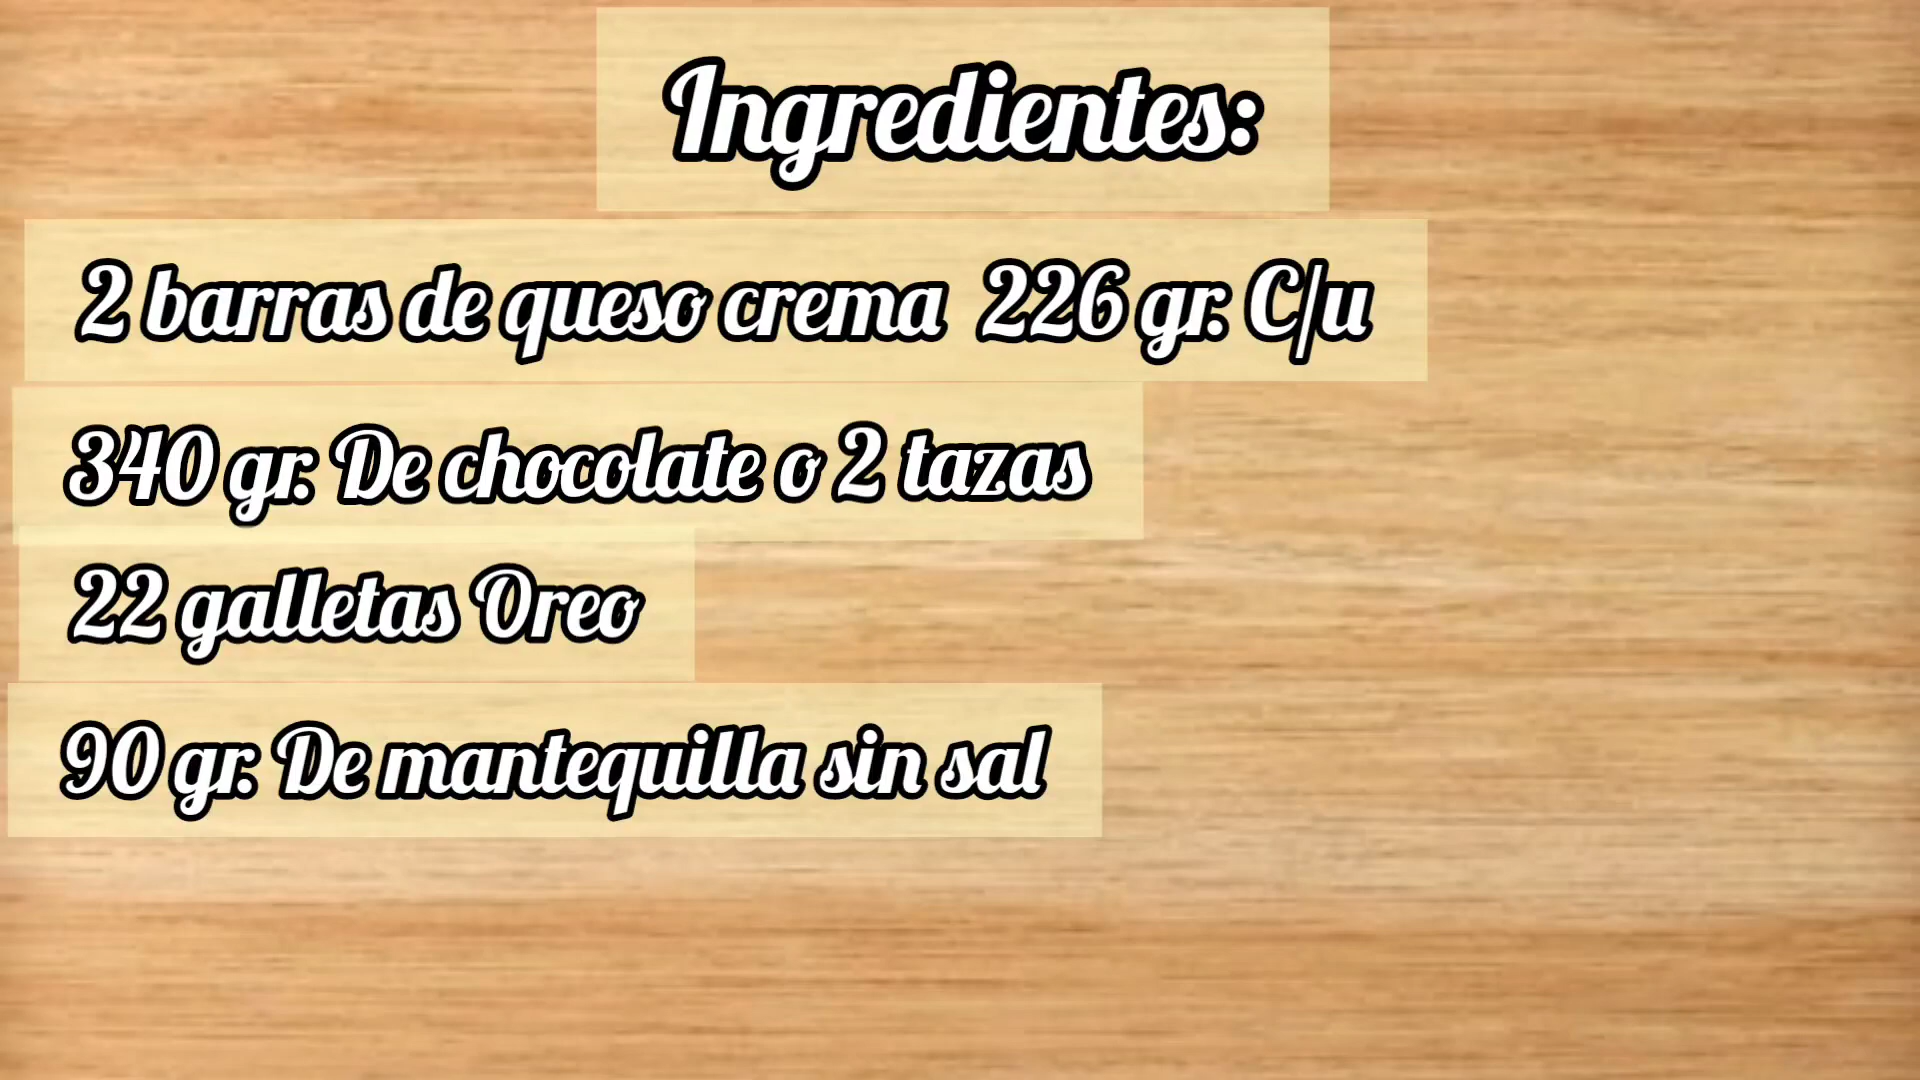 Ingredientes:
2 barras de queso crema 226 gr. C/u
340 gr. De chocolate o 2 tazas
22 galletas Oreo
90 gr. De mantequilla sin sal